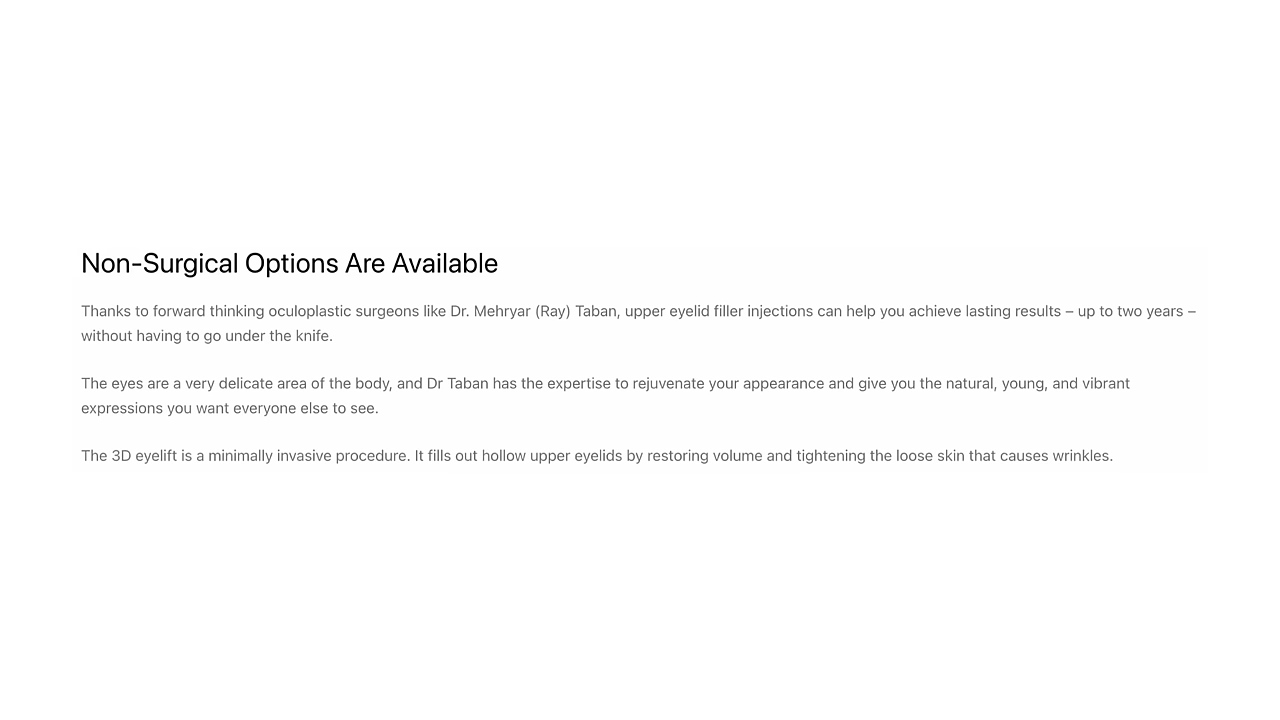 Non-Surgical Options Are Available
Thanks to forward thinking oculoplastic surgeons like Dr. Mehryar (Ray) Taban, upper eyelid filler injections can help you achieve lasting results – up to two years –
without having to go under the knife.
The eyes are a very delicate area of the body, and Dr Taban has the expertise to rejuvenate your appearance and give you the natural, young, and vibrant
expressions you want everyone else to see.
The 3D eyelift is a minimally invasive procedure. It fills out hollow upper eyelids by restoring volume and tightening the loose skin that causes wrinkles.